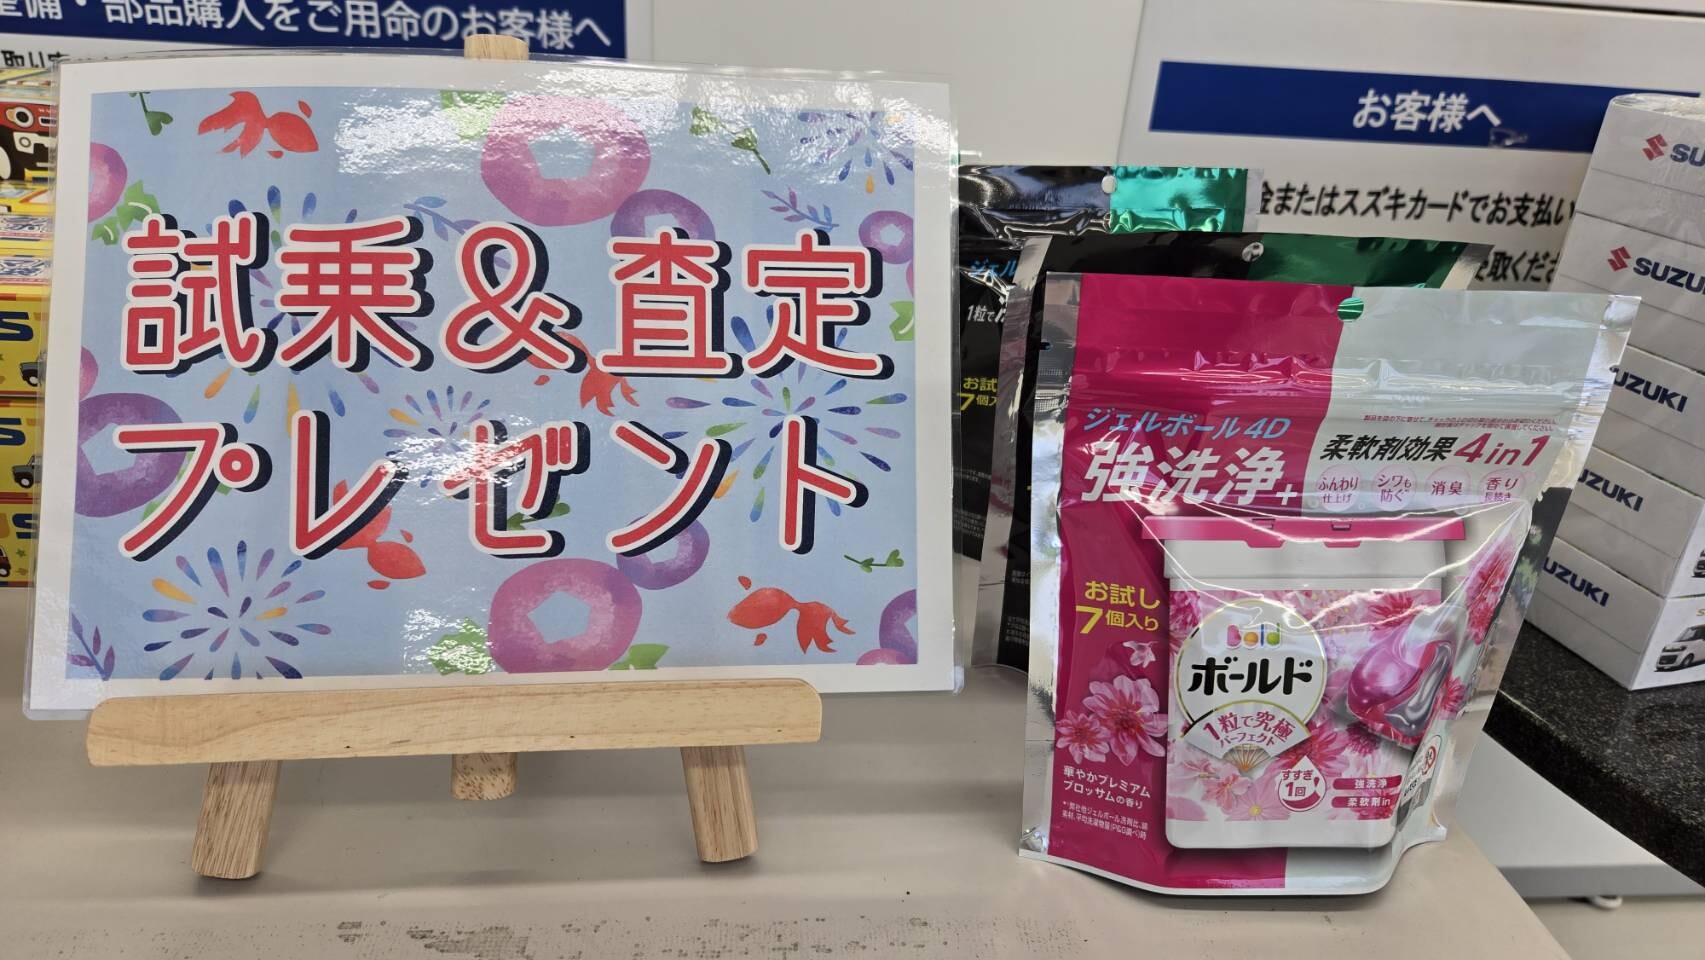 整備・部品購入をご用命のお客様へ
試乗&査定
プレゼント
お客様へ
金またはスズキカードでお支払い
SUZUKI
SUZUKI
SUZUKI
SUZUKI
お試し
7個入
ジェルボール4D
強洗浄+
柔軟剤効果4in1
ふんわり
仕上げ
シワも
防ぐ
消臭
香り
長続き
お試し
7個入り
bold
ボールド
1粒で究極
パーフェクト
すすぎ
1回
強洗浄
柔軟剤in
華やかプレミアム
ブロッサムの香り